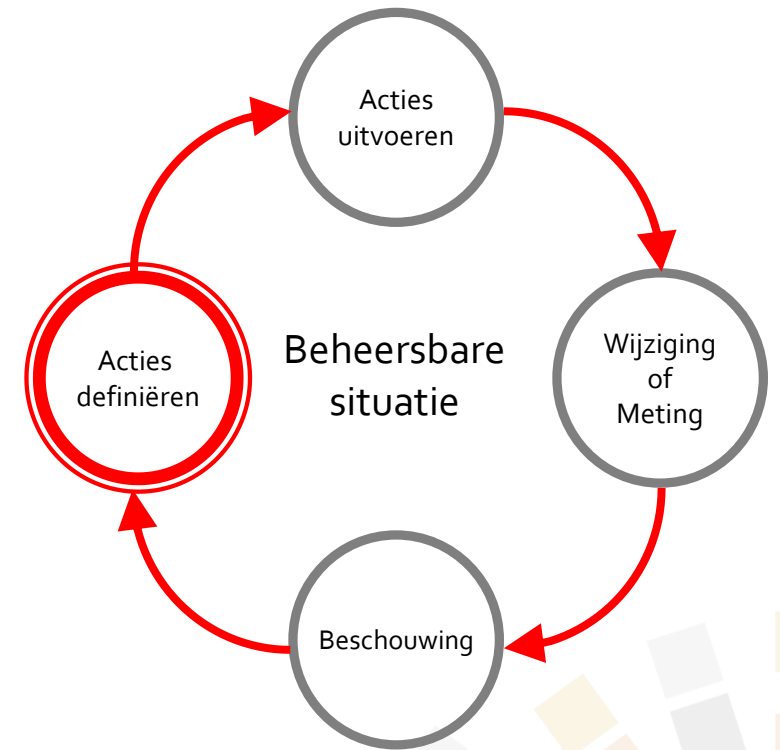 Acties
uitvoeren
Wijziging
of
Meting
Beschouwing
Acties
definiëren
Beheersbare
situatie